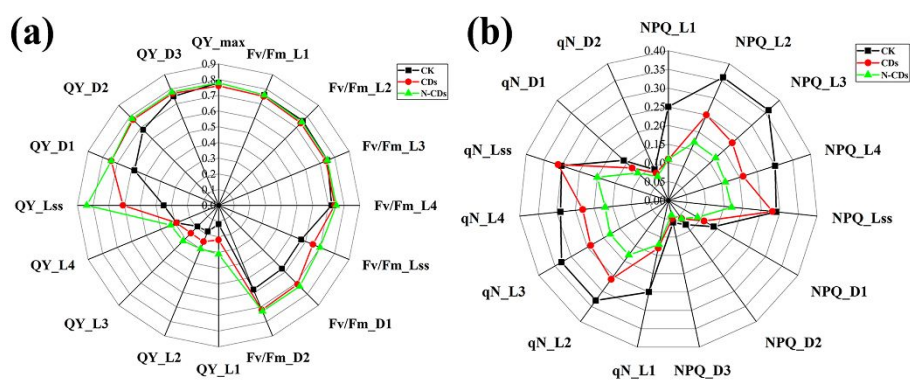 (a)
QY_max
Fv/Fm_L1
Fv/Fm_L2
Fv/Fm_L3
Fv/Fm_L4
Fv/Fm_Lss
Fv/Fm_D1
Fv/Fm_D2
QY_L1
QY_L2
QY_L3
QY_L4
QY_Lss
QY_D1
QY_D2
QY_D3
0.9
0.8
0.7
0.6
0.5
0.4
0.3
0.2
0.1
0.0
CK
CDs
N-CDs
(b)
NPQ_L1
NPQ_L2
NPQ_L3
NPQ_L4
NPQ_Lss
NPQ_D1
NPQ_D2
NPQ_D3
qN_L1
qN_L2
qN_L3
qN_L4
qN_Lss
qN_D1
qN_D2
0.40
0.35
0.30
0.25
0.20
0.15
0.10
0.05
0.00
CK
CDs
N-CDs